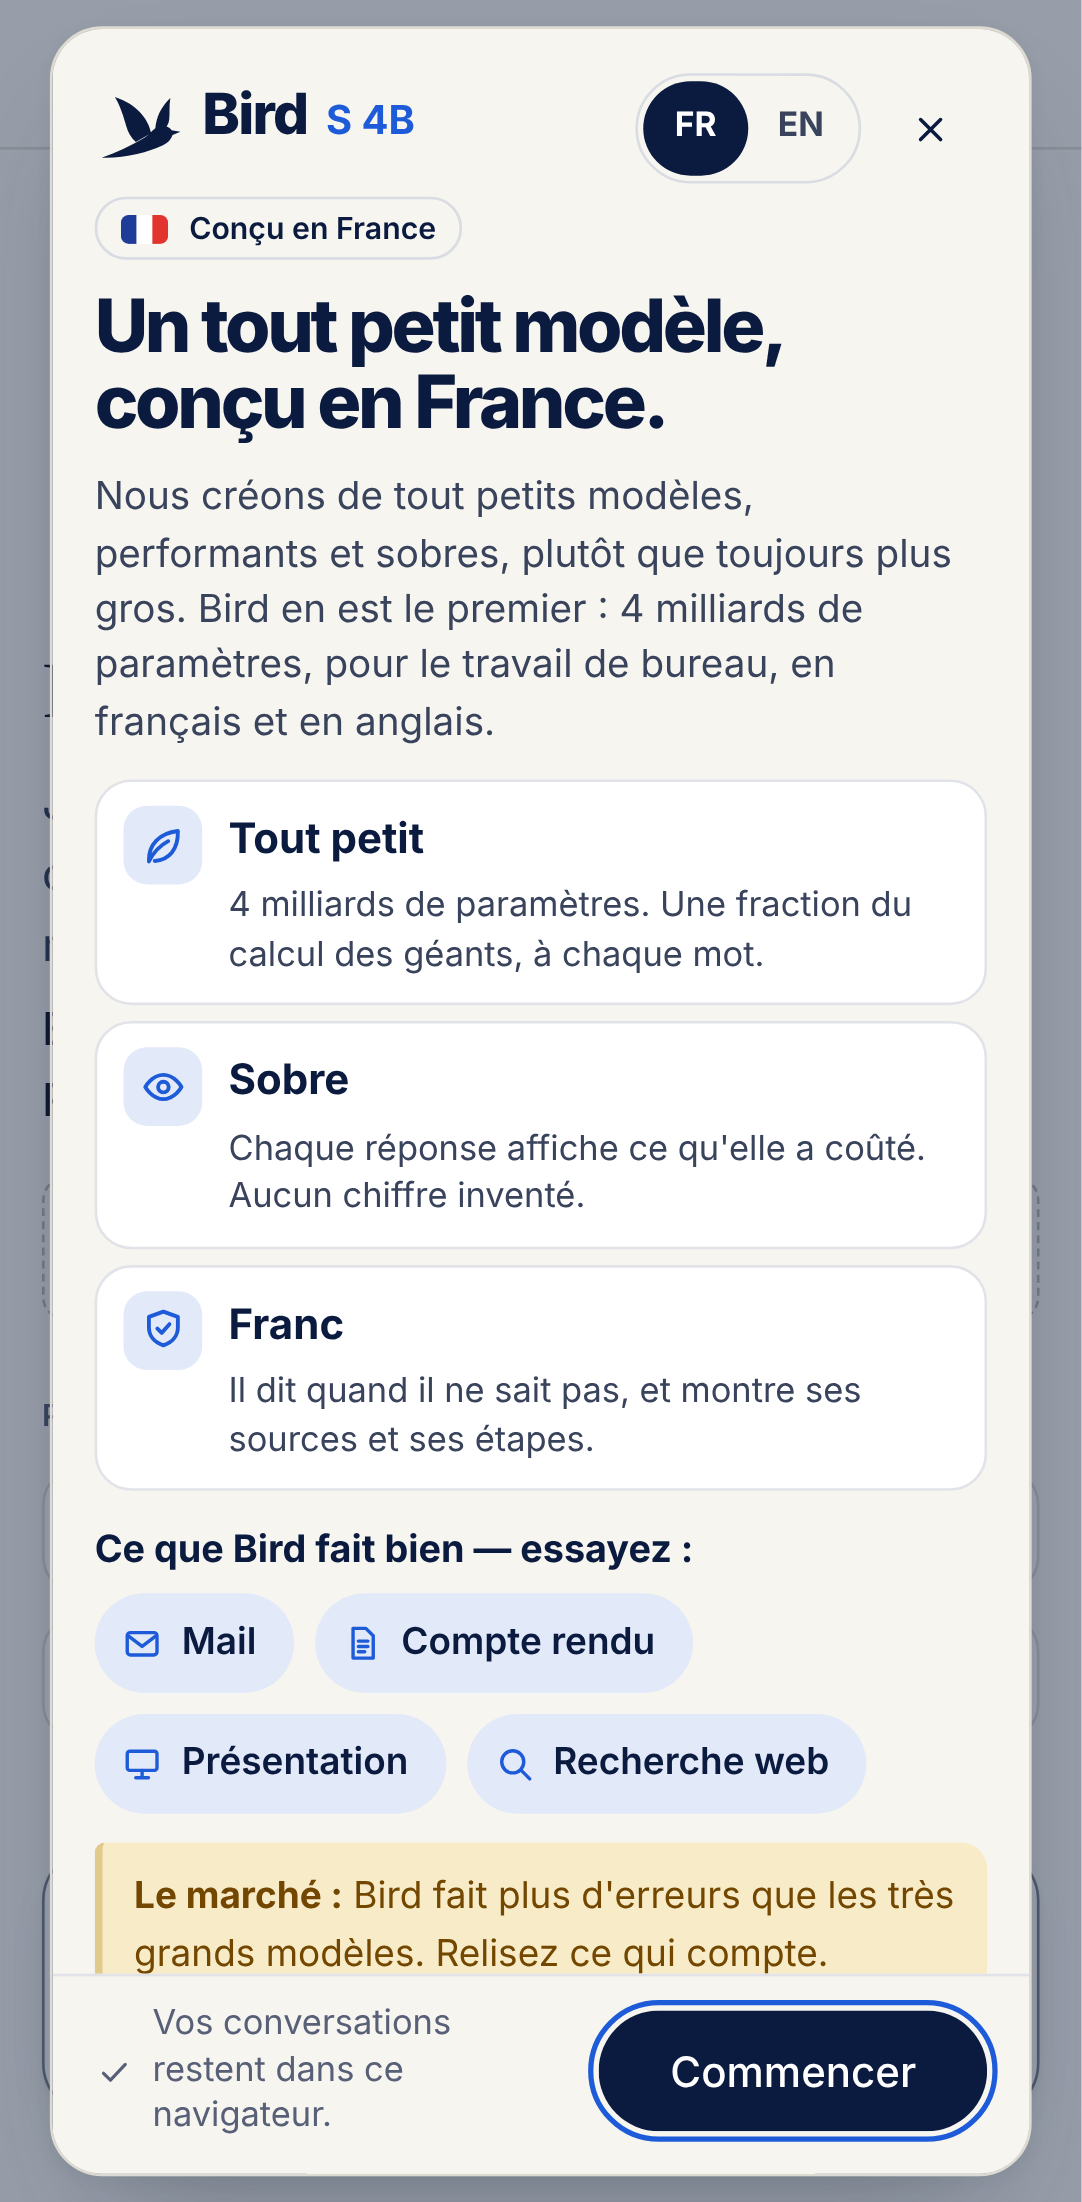 Bird S 4B
FR EN
Conçu en France
Un tout petit modèle,
conçu en France.
Nous créons de tout petits modèles,
performants et sobres, plutôt que toujours plus
gros. Bird en est le premier : 4 milliards de
paramètres, pour le travail de bureau, en
français et en anglais.
Tout petit
4 milliards de paramètres. Une fraction du
calcul des géants, à chaque mot.
Sobre
Chaque réponse affiche ce qu'elle a coûté.
Aucun chiffre inventé.
Franc
Il dit quand il ne sait pas, et montre ses
sources et ses étapes.
Ce que Bird fait bien — essayez :
Mail
Compte rendu
Présentation
Recherche web
Le marché : Bird fait plus d'erreurs que les très
grands modèles. Relisez ce qui compte.
Vos conversations
restent dans ce
navigateur.
Commencer